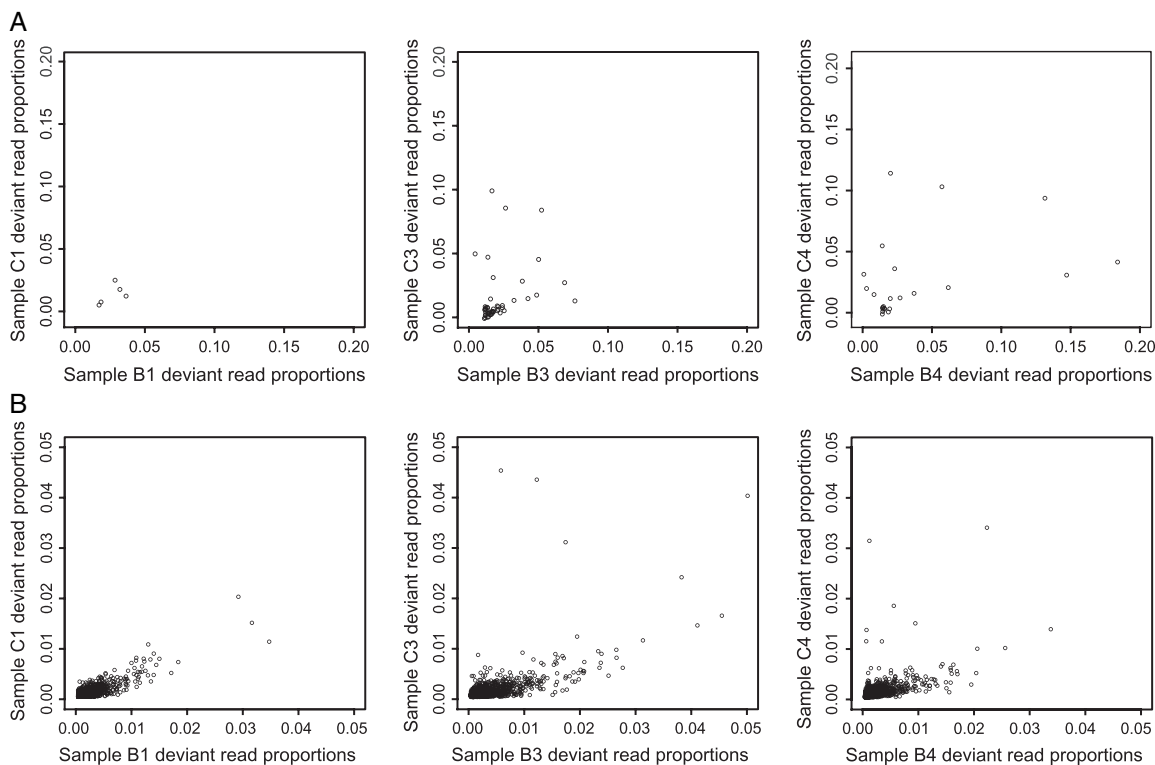 A
Sample C1 deviant read proportions
0.00 0.05 0.10 0.15 0.20
0.00 0.05 0.10 0.15 0.20
Sample B1 deviant read proportions
Sample C3 deviant read proportions
0.00 0.05 0.10 0.15 0.20
0.00 0.05 0.10 0.15 0.20
Sample B3 deviant read proportions
Sample C4 deviant read proportions
0.00 0.05 0.10 0.15 0.20
0.00 0.05 0.10 0.15 0.20
Sample B4 deviant read proportions
B
Sample C1 deviant read proportions
0.00 0.01 0.02 0.03 0.04 0.05
0.00 0.01 0.02 0.03 0.04 0.05
Sample B1 deviant read proportions
Sample C3 deviant read proportions
0.00 0.01 0.02 0.03 0.04 0.05
0.00 0.01 0.02 0.03 0.04 0.05
Sample B3 deviant read proportions
Sample C4 deviant read proportions
0.00 0.01 0.02 0.03 0.04 0.05
0.00 0.01 0.02 0.03 0.04 0.05
Sample B4 deviant read proportions